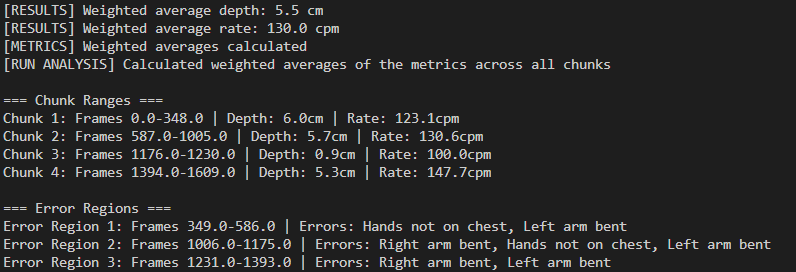 [RESULTS] Weighted average depth: 5.5 cm
[RESULTS] Weighted average rate: 130.0 cpm
[METRICS] Weighted averages calculated
[RUN ANALYSIS] Calculated weighted averages of the metrics across all chunks
=== Chunk Ranges ===
Chunk 1: Frames 0.0-348.0 | Depth: 6.0cm | Rate: 123.1cpm
Chunk 2: Frames 587.0-1005.0 | Depth: 5.7cm | Rate: 130.6cpm
Chunk 3: Frames 1176.0-1230.0 | Depth: 0.9cm | Rate: 100.0cpm
Chunk 4: Frames 1394.0-1609.0 | Depth: 5.3cm | Rate: 147.7cpm
=== Error Regions ===
Error Region 1: Frames 349.0-586.0 | Errors: Hands not on chest, Left arm bent
Error Region 2: Frames 1006.0-1175.0 | Errors: Right arm bent, Hands not on chest, Left arm bent
Error Region 3: Frames 1231.0-1393.0 | Errors: Right arm bent, Left arm bent